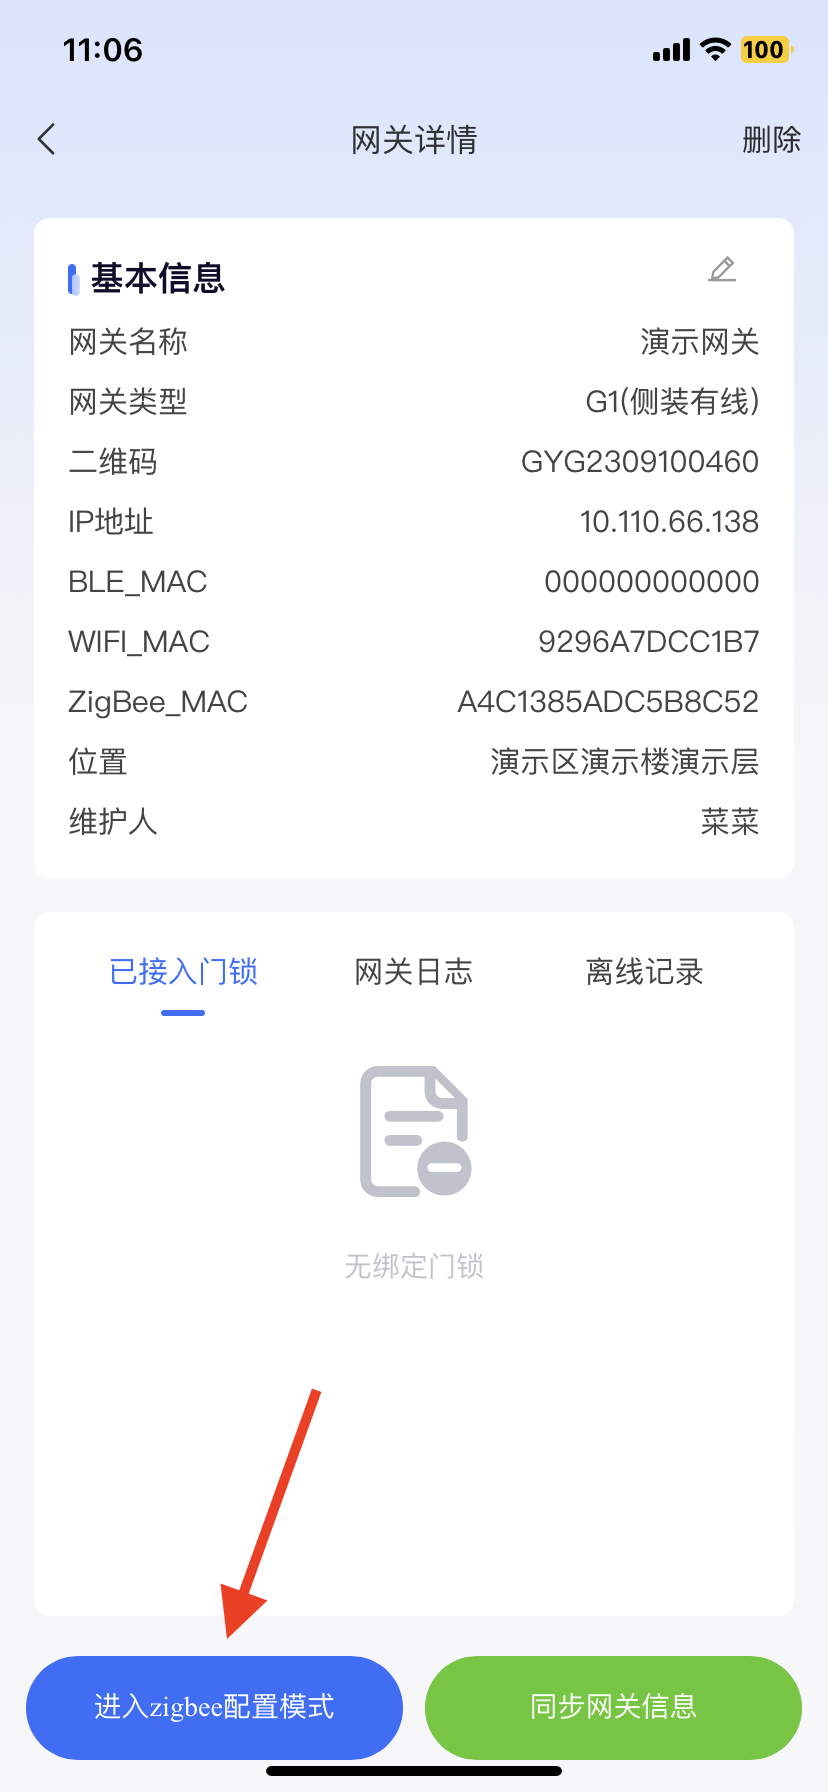 11:06
100
网关详情
删除
基本信息
网关名称 演示网关
网关类型 G1(侧装有线)
二维码 GYG2309100460
IP地址 10.110.66.138
BLE_MAC 000000000000
WIFI_MAC 9296A7DCC1B7
ZigBee_MAC A4C1385ADC5B8C52
位置 演示区演示楼演示层
维护人 菜菜
已接入门锁 网关日志 离线记录
无绑定门锁
进入zigbee配置模式 同步网关信息